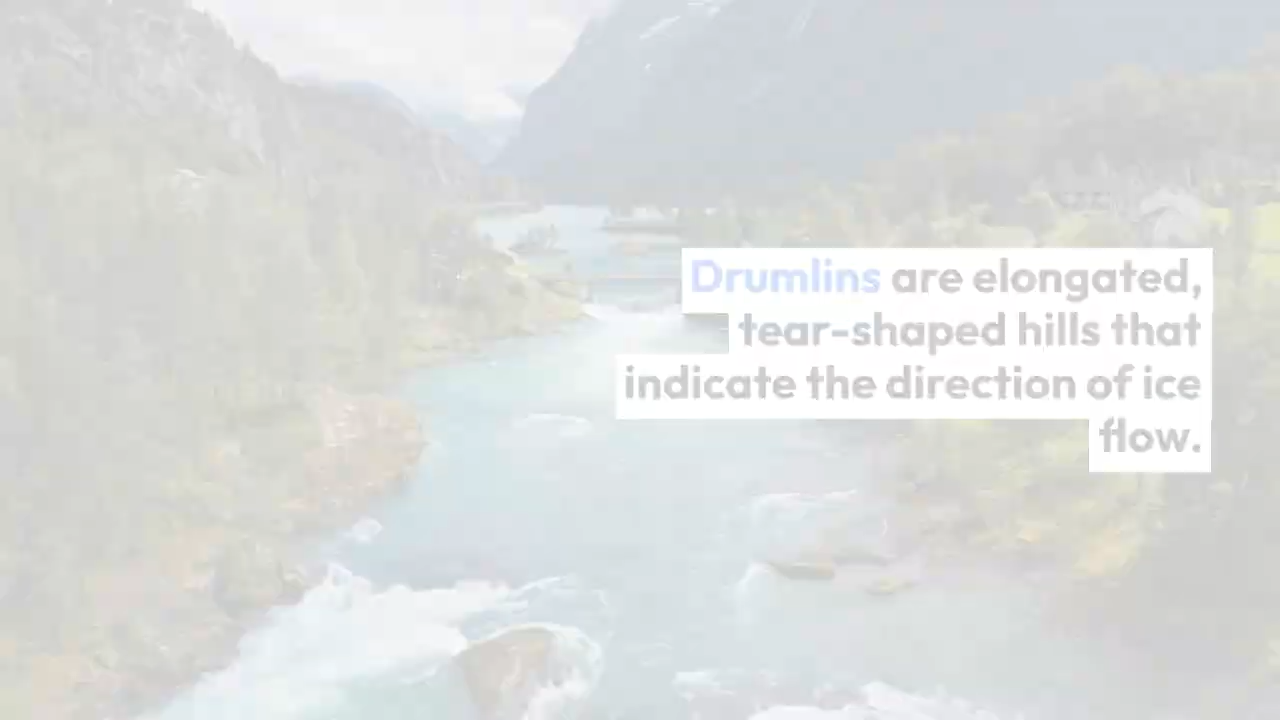 Drumlins are elongated,
tear-shaped hills that
indicate the direction of ice
flow.